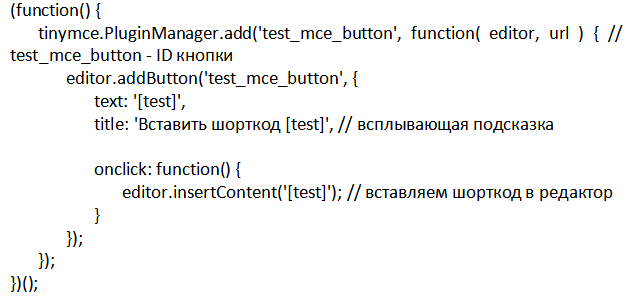 (function() {
tinymce.PluginManager.add('test_mce_button', function( editor, url ) { //
test_mce_button - ID кнопки
editor.addButton('test_mce_button', {
text: '[test]',
title: 'Вставить шорткод [test]', // всплывающая подсказка
onclick: function() {
editor.insertContent('[test]'); // вставляем шорткод в редактор
}
});
});
})();